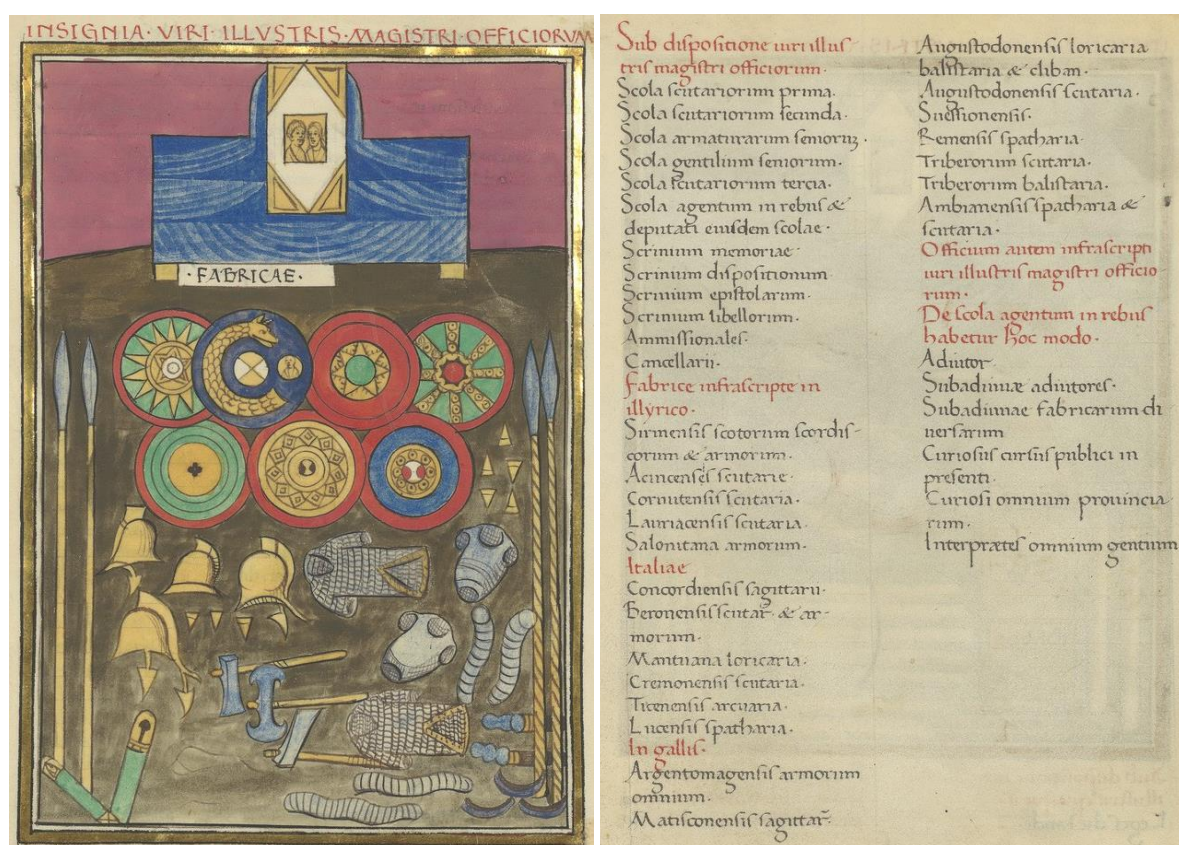 INSIGNIA·VIRI·ILLVSTRIS·MAGISTRI·OFFICIORVM
·FABRICAE·
Sub dispositione uiri illus
tris magistri officiorum·
Scola scutariorum prima·
Scola scutariorum secunda·
Scola armaturarum seniorum·
Scola gentilium seniorum·
Scola scutariorum tercia·
Scola agentum in rebus &
deputati eiusdem scolae·
Scrinium memoriae·
Scrinium dispositionum
Scrinium epistolarum·
Scrinium libellorum·
Ammissionales·
Cancellarii·
Fabrice infrascripte in
illyrico·
Sirmensis scotorum scordis-
corum & armorum·
Acincenses scutarie·
Cornutensis scutaria·
Lauriacensis scutaria·
Salonitana armorum·
Italiae
Concordiensis sagittarii·
Beronensis scutar· & ar-
morum·
Mantuana loricaria·
Cremonensis scutaria·
Ticenensis arcuaria·
Lucensis spatharia·
In gallis·
Argentomagensis armorum
omnium·
Matisconensis sagittar·
Augustodonensis loricaria
balistaria & cliban·
Augustodonensis scutaria·
Suessionensis·
Remensis spatharia·
Triberorum scutaria·
Triberorum balistaria·
Ambianensis spatharia &
scutaria·
Officium autem infrascripti
uiri illustris magistri officio-
rum·
De scola agentum in rebus
habetur hoc modo·
Adiutor
Subadiuuae adiutores·
Subadiuuae fabricarum di
uersarum
Curiosus cursus publici in
presenti·
Curiosi omnium prouincia
rum·
Interpraetes omnium gentium